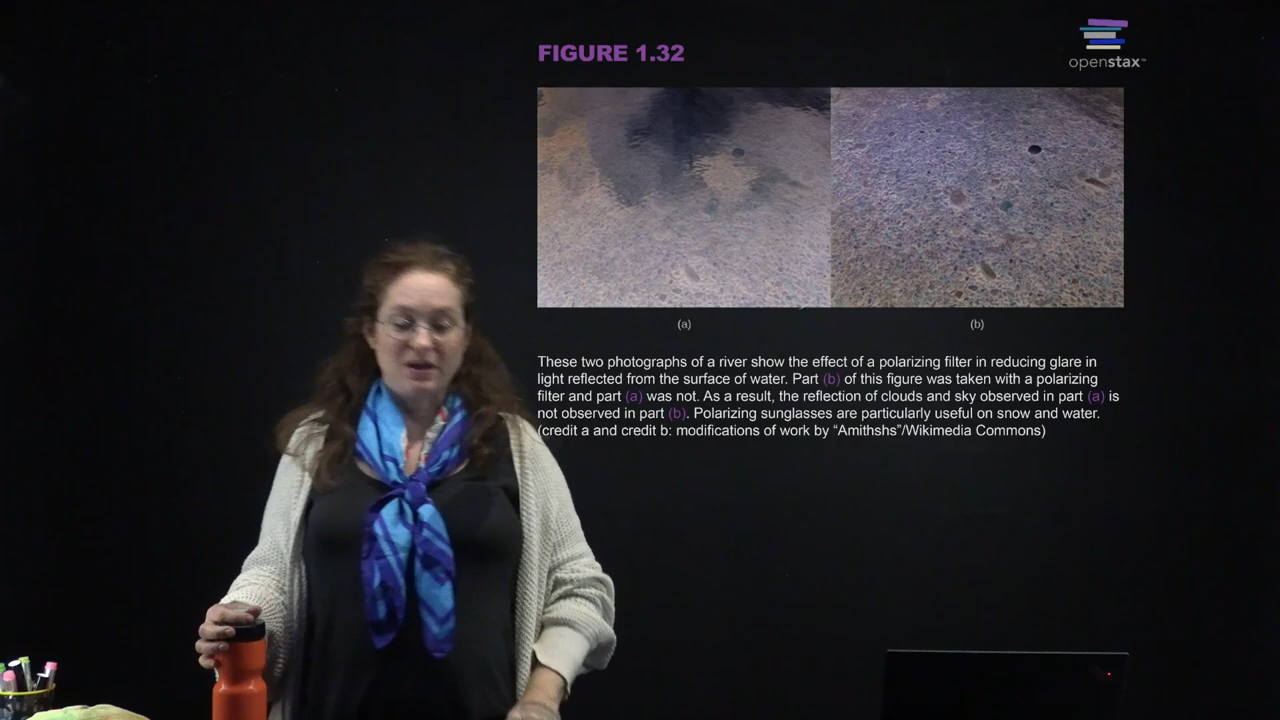 FIGURE 1.32
openstax™
(a)
(b)
These two photographs of a river show the effect of a polarizing filter in reducing glare in
light reflected from the surface of water. Part (b) of this figure was taken with a polarizing
filter and part (a) was not. As a result, the reflection of clouds and sky observed in part (a) is
not observed in part (b). Polarizing sunglasses are particularly useful on snow and water.
(credit a and credit b: modifications of work by “Amithshs”/Wikimedia Commons)